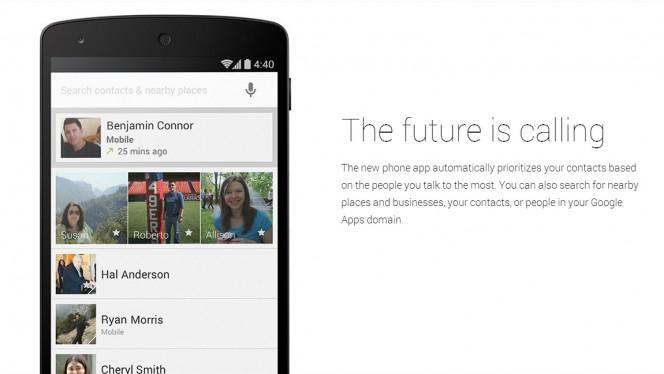 4:40
Search contacts & nearby places
Benjamin Connor
Mobile
25 mins ago
Susan
Roberto
Allison
49ERS
Hal Anderson
Ryan Morris
Mobile
Cheryl Smith
The future is calling
The new phone app automatically prioritizes your contacts based
on the people you talk to the most. You can also search for nearby
places and businesses, your contacts, or people in your Google
Apps domain.